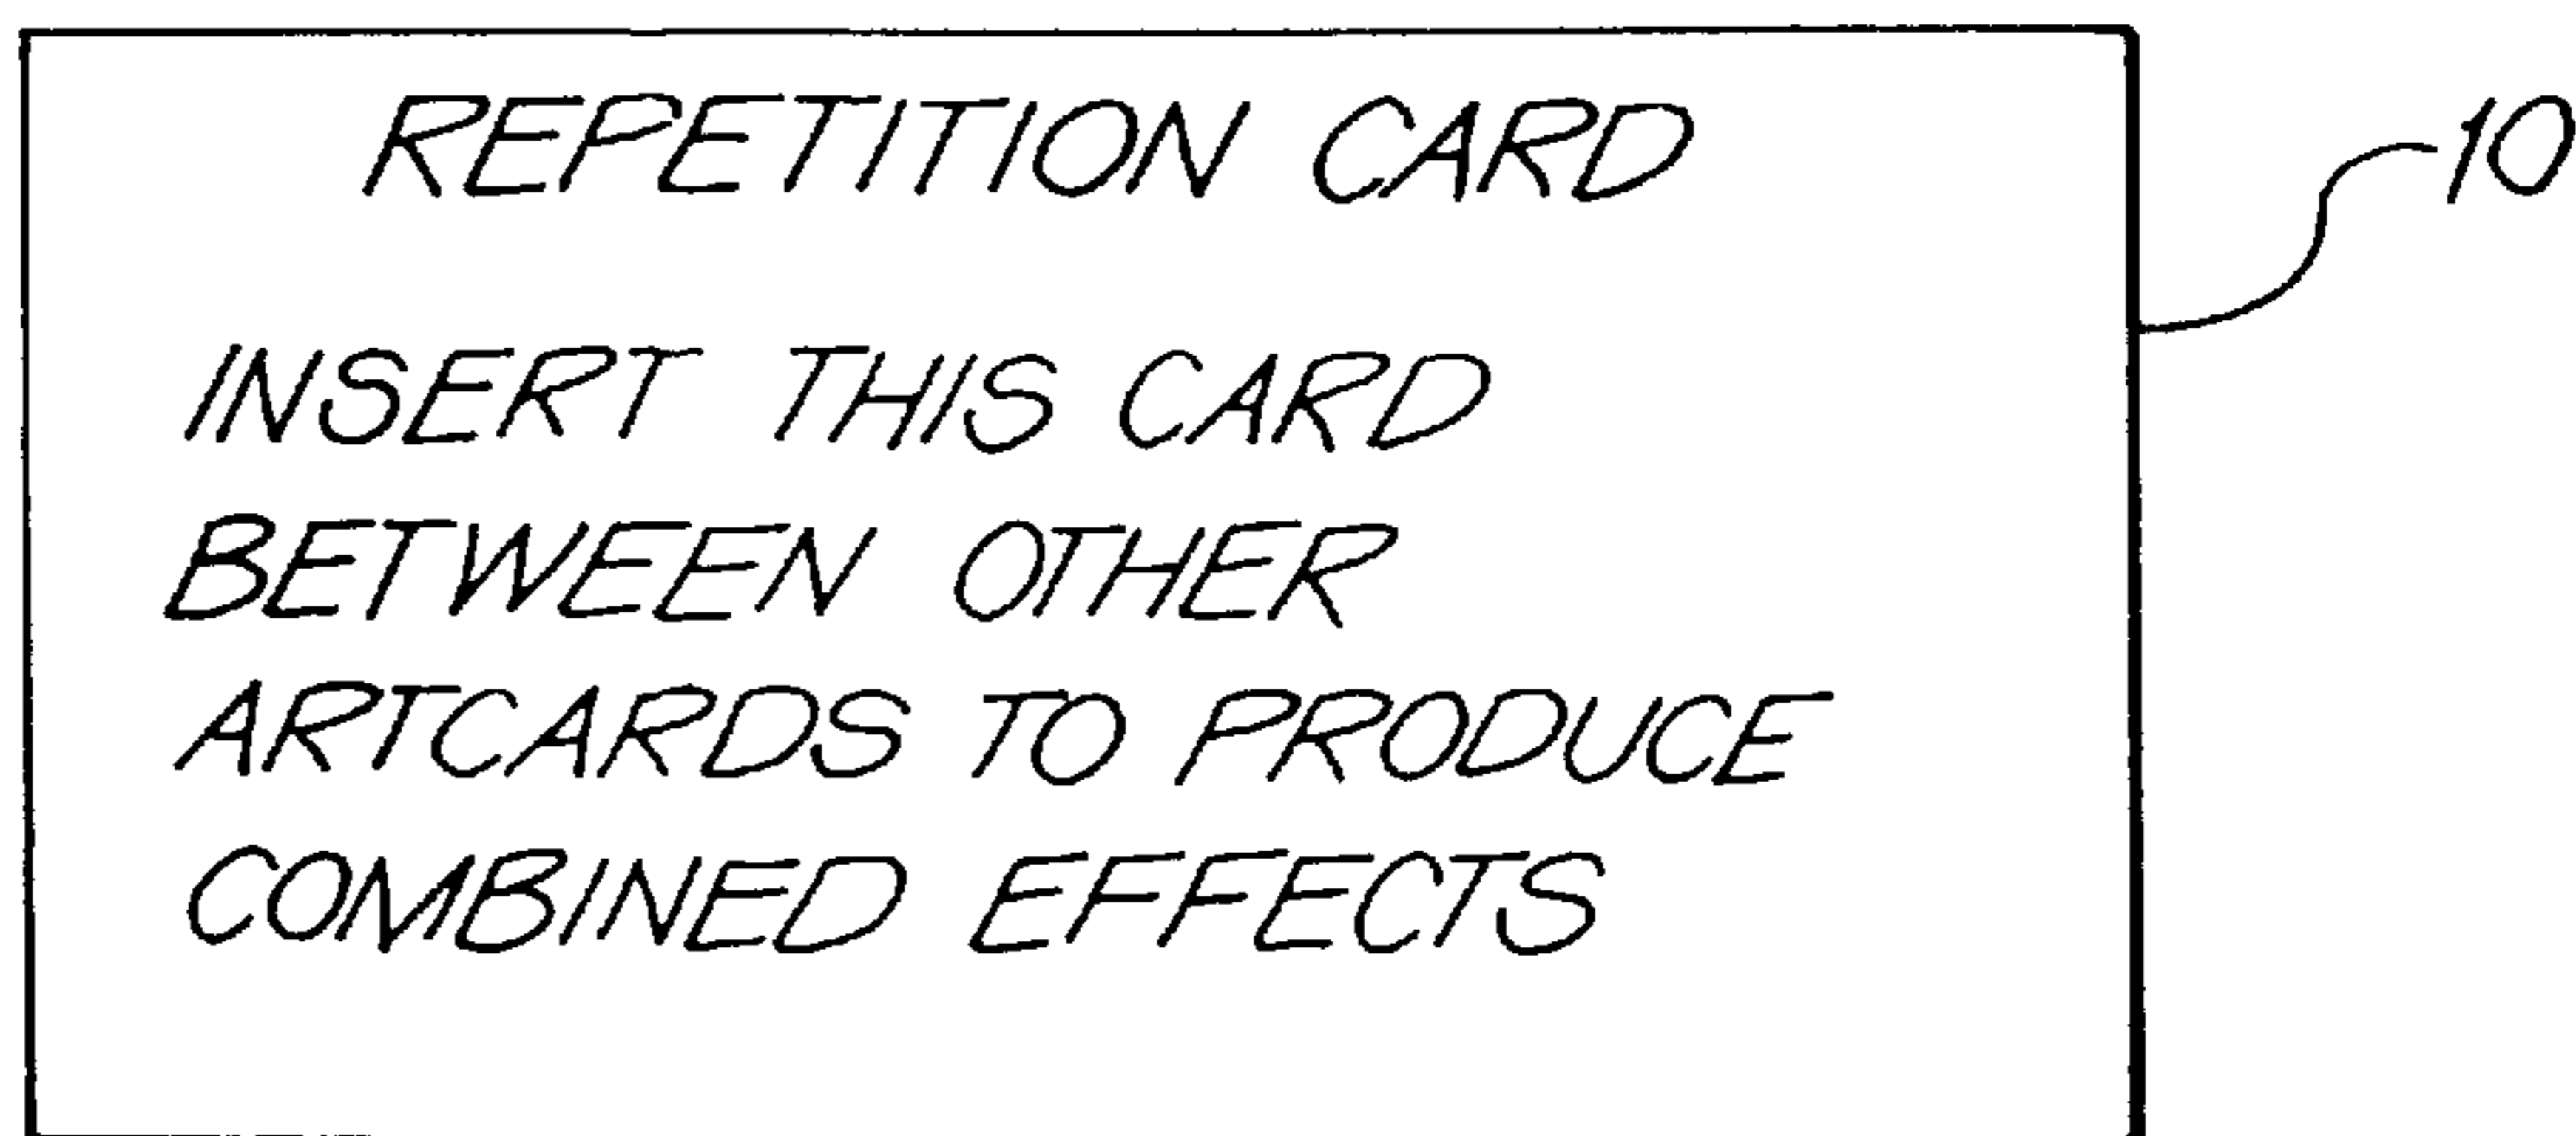 REPETITION CARD
10
INSERT THIS CARD
BETWEEN OTHER
ARTCARDS TO PRODUCE
COMBINED EFFECTS